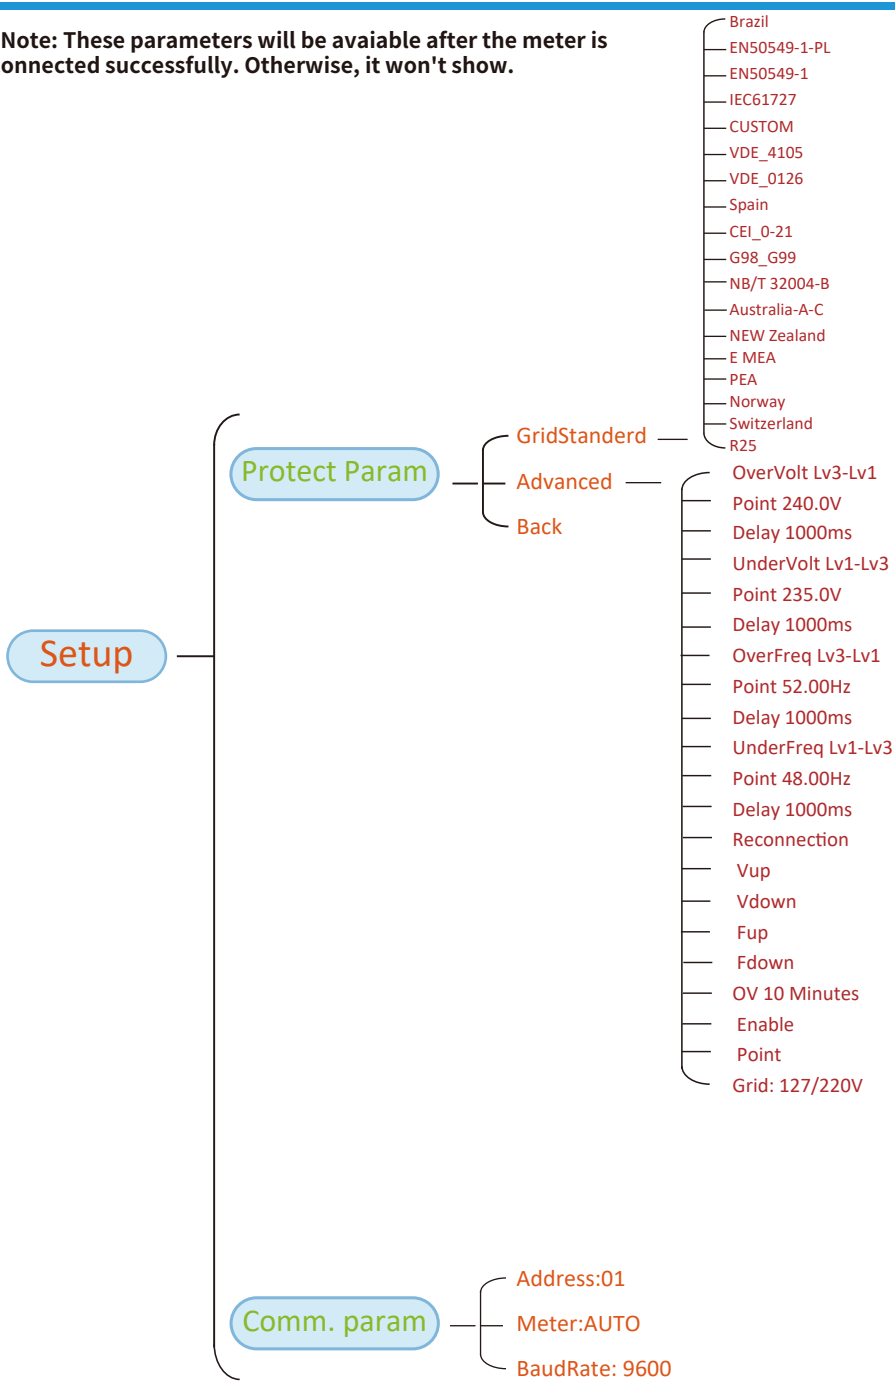 Note: These parameters will be avaiable after the meter is
onnected successfully. Otherwise, it won't show.
Setup
Protect Param
GridStanderd
Brazil
EN50549-1-PL
EN50549-1
IEC61727
CUSTOM
VDE_4105
VDE_0126
Spain
CEI_0-21
G98_G99
NB/T 32004-B
Australia-A-C
NEW Zealand
E MEA
PEA
Norway
Switzerland
R25
Advanced
OverVolt Lv3-Lv1
Point 240.0V
Delay 1000ms
UnderVolt Lv1-Lv3
Point 235.0V
Delay 1000ms
OverFreq Lv3-Lv1
Point 52.00Hz
Delay 1000ms
UnderFreq Lv1-Lv3
Point 48.00Hz
Delay 1000ms
Reconnection
Vup
Vdown
Fup
Fdown
OV 10 Minutes
Enable
Point
Grid: 127/220V
Back
Comm. param
Address:01
Meter:AUTO
BaudRate: 9600